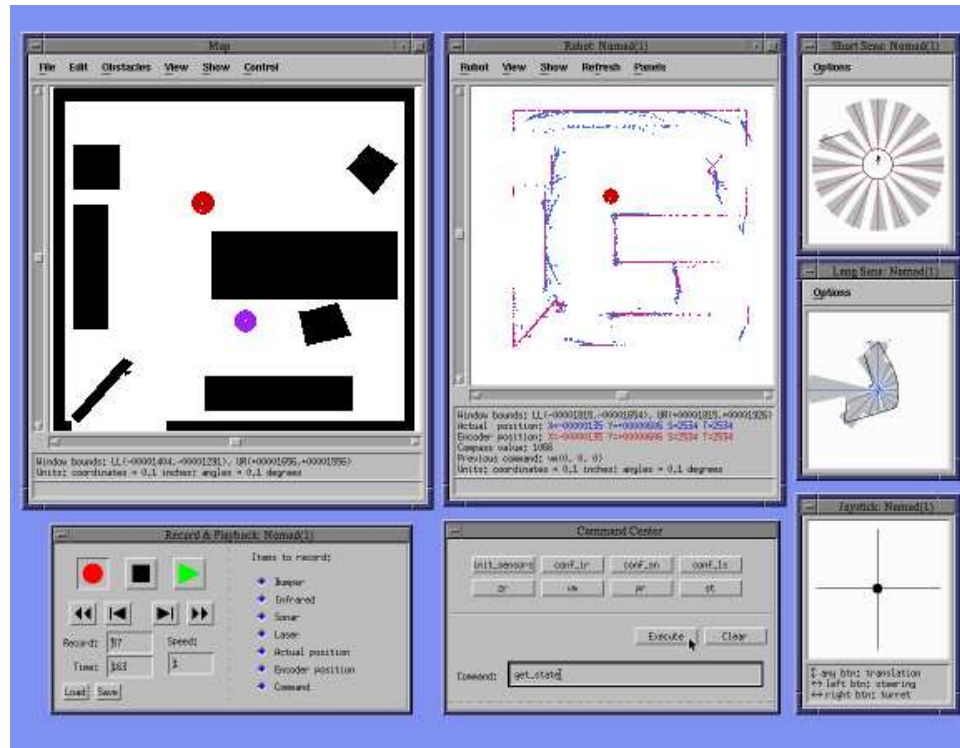 Map
File Edit Obstacles View Show Control
Window bounds: LL(-00001404,-00001291), UR(+00001696,+00001996)
Units: coordinates = 0.1 inches; angles = 0.1 degrees
Robot: Nomad(1)
Robot View Show Refresh Panels
Window bounds: LL(-00001815,-00001654), UR(+00001815,+00001926)
Actual position: X=-00000135 Y=+00000606 S=2534 T=2534
Encoder position: X=-00000135 Y=+00000606 S=2534 T=2534
Compass value: 1066
Previous command: vm(0, 0, 0)
Units: coordinates = 0.1 inches; angles = 0.1 degrees
Short Sens: Nomad(1)
Options
Long Sens: Nomad(1)
Options
Record & Playback: Nomad(1)
Items to record:
Bumper
Infrared
Sonar
Laser
Actual position
Encoder position
Command
Record:
Speed:
Time:
Load Save
Command Center
init_sensors conf_ir conf_sn conf_ls
vm pr st
Execute Clear
Command: get_state
Joystick: Nomad(1)
any btn: translation
left btn: steering
right btn: turret